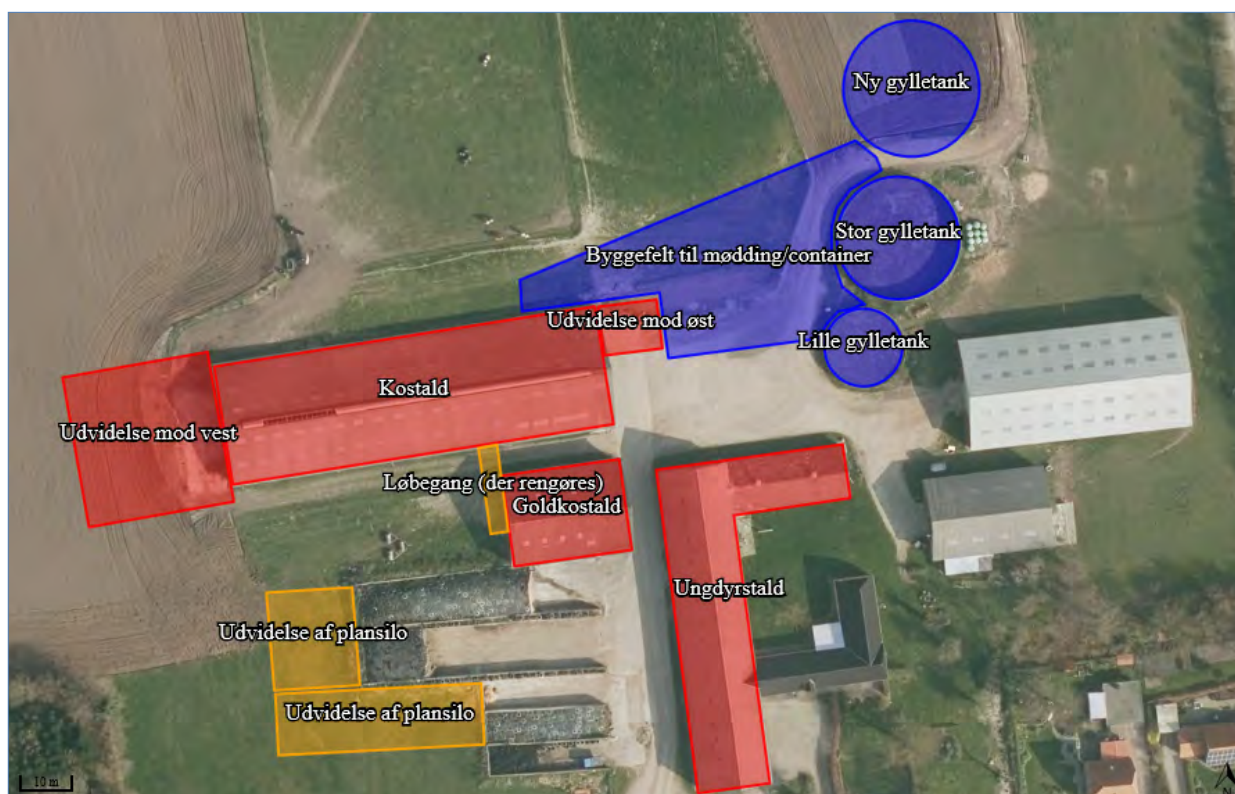 Ny gylletank
Stor gylletank
Byggefelt til mødding/container
Udvidelse mod øst
Lille gylletank
Kostald
Udvidelse mod vest
Løbegang (der rengøres)
Goldkostald
Ungdyrstald
Udvidelse af plansilo
Udvidelse af plansilo
10 m
N